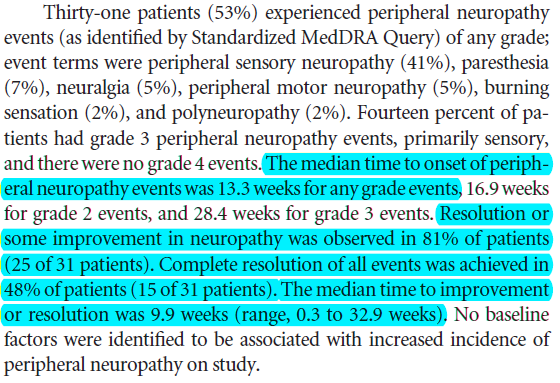 Thirty-one patients (53%) experienced peripheral neuropathy
events (as identified by Standardized MedDRA Query) of any grade;
event terms were peripheral sensory neuropathy (41%), paresthesia
(7%), neuralgia (5%), peripheral motor neuropathy (5%), burning
sensation (2%), and polyneuropathy (2%). Fourteen percent of pa-
tients had grade 3 peripheral neuropathy events, primarily sensory,
and there were no grade 4 events. The median time to onset of periph-
eral neuropathy events was 13.3 weeks for any grade events, 16.9 weeks
for grade 2 events, and 28.4 weeks for grade 3 events. Resolution or
some improvement in neuropathy was observed in 81% of patients
(25 of 31 patients). Complete resolution of all events was achieved in
48% of patients (15 of 31 patients). The median time to improvement
or resolution was 9.9 weeks (range, 0.3 to 32.9 weeks). No baseline
factors were identified to be associated with increased incidence of
peripheral neuropathy on study.